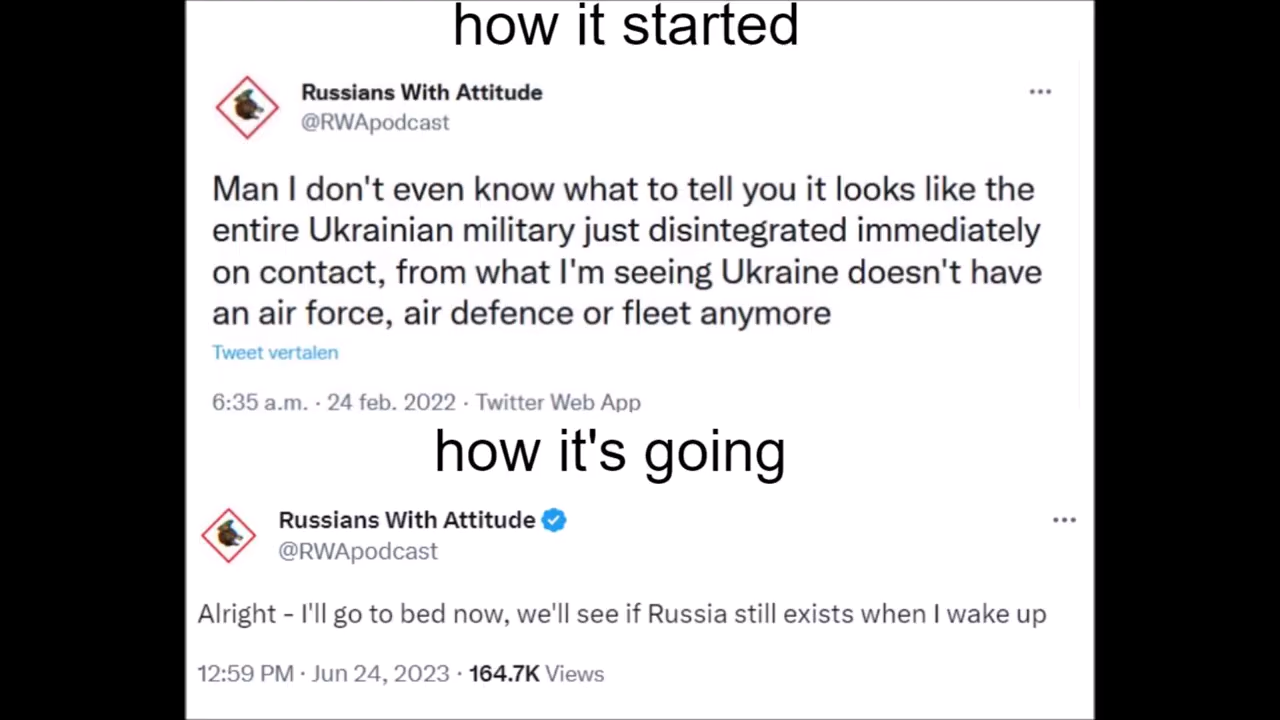 how it started
Russians With Attitude
@RWApodcast
Man I don't even know what to tell you it looks like the
entire Ukrainian military just disintegrated immediately
on contact, from what I'm seeing Ukraine doesn't have
an air force, air defence or fleet anymore
Tweet vertalen
6:35 a.m. · 24 feb. 2022 · Twitter Web App
how it's going
Russians With Attitude
@RWApodcast
Alright - I'll go to bed now, we'll see if Russia still exists when I wake up
12:59 PM · Jun 24, 2023 · 164.7K Views